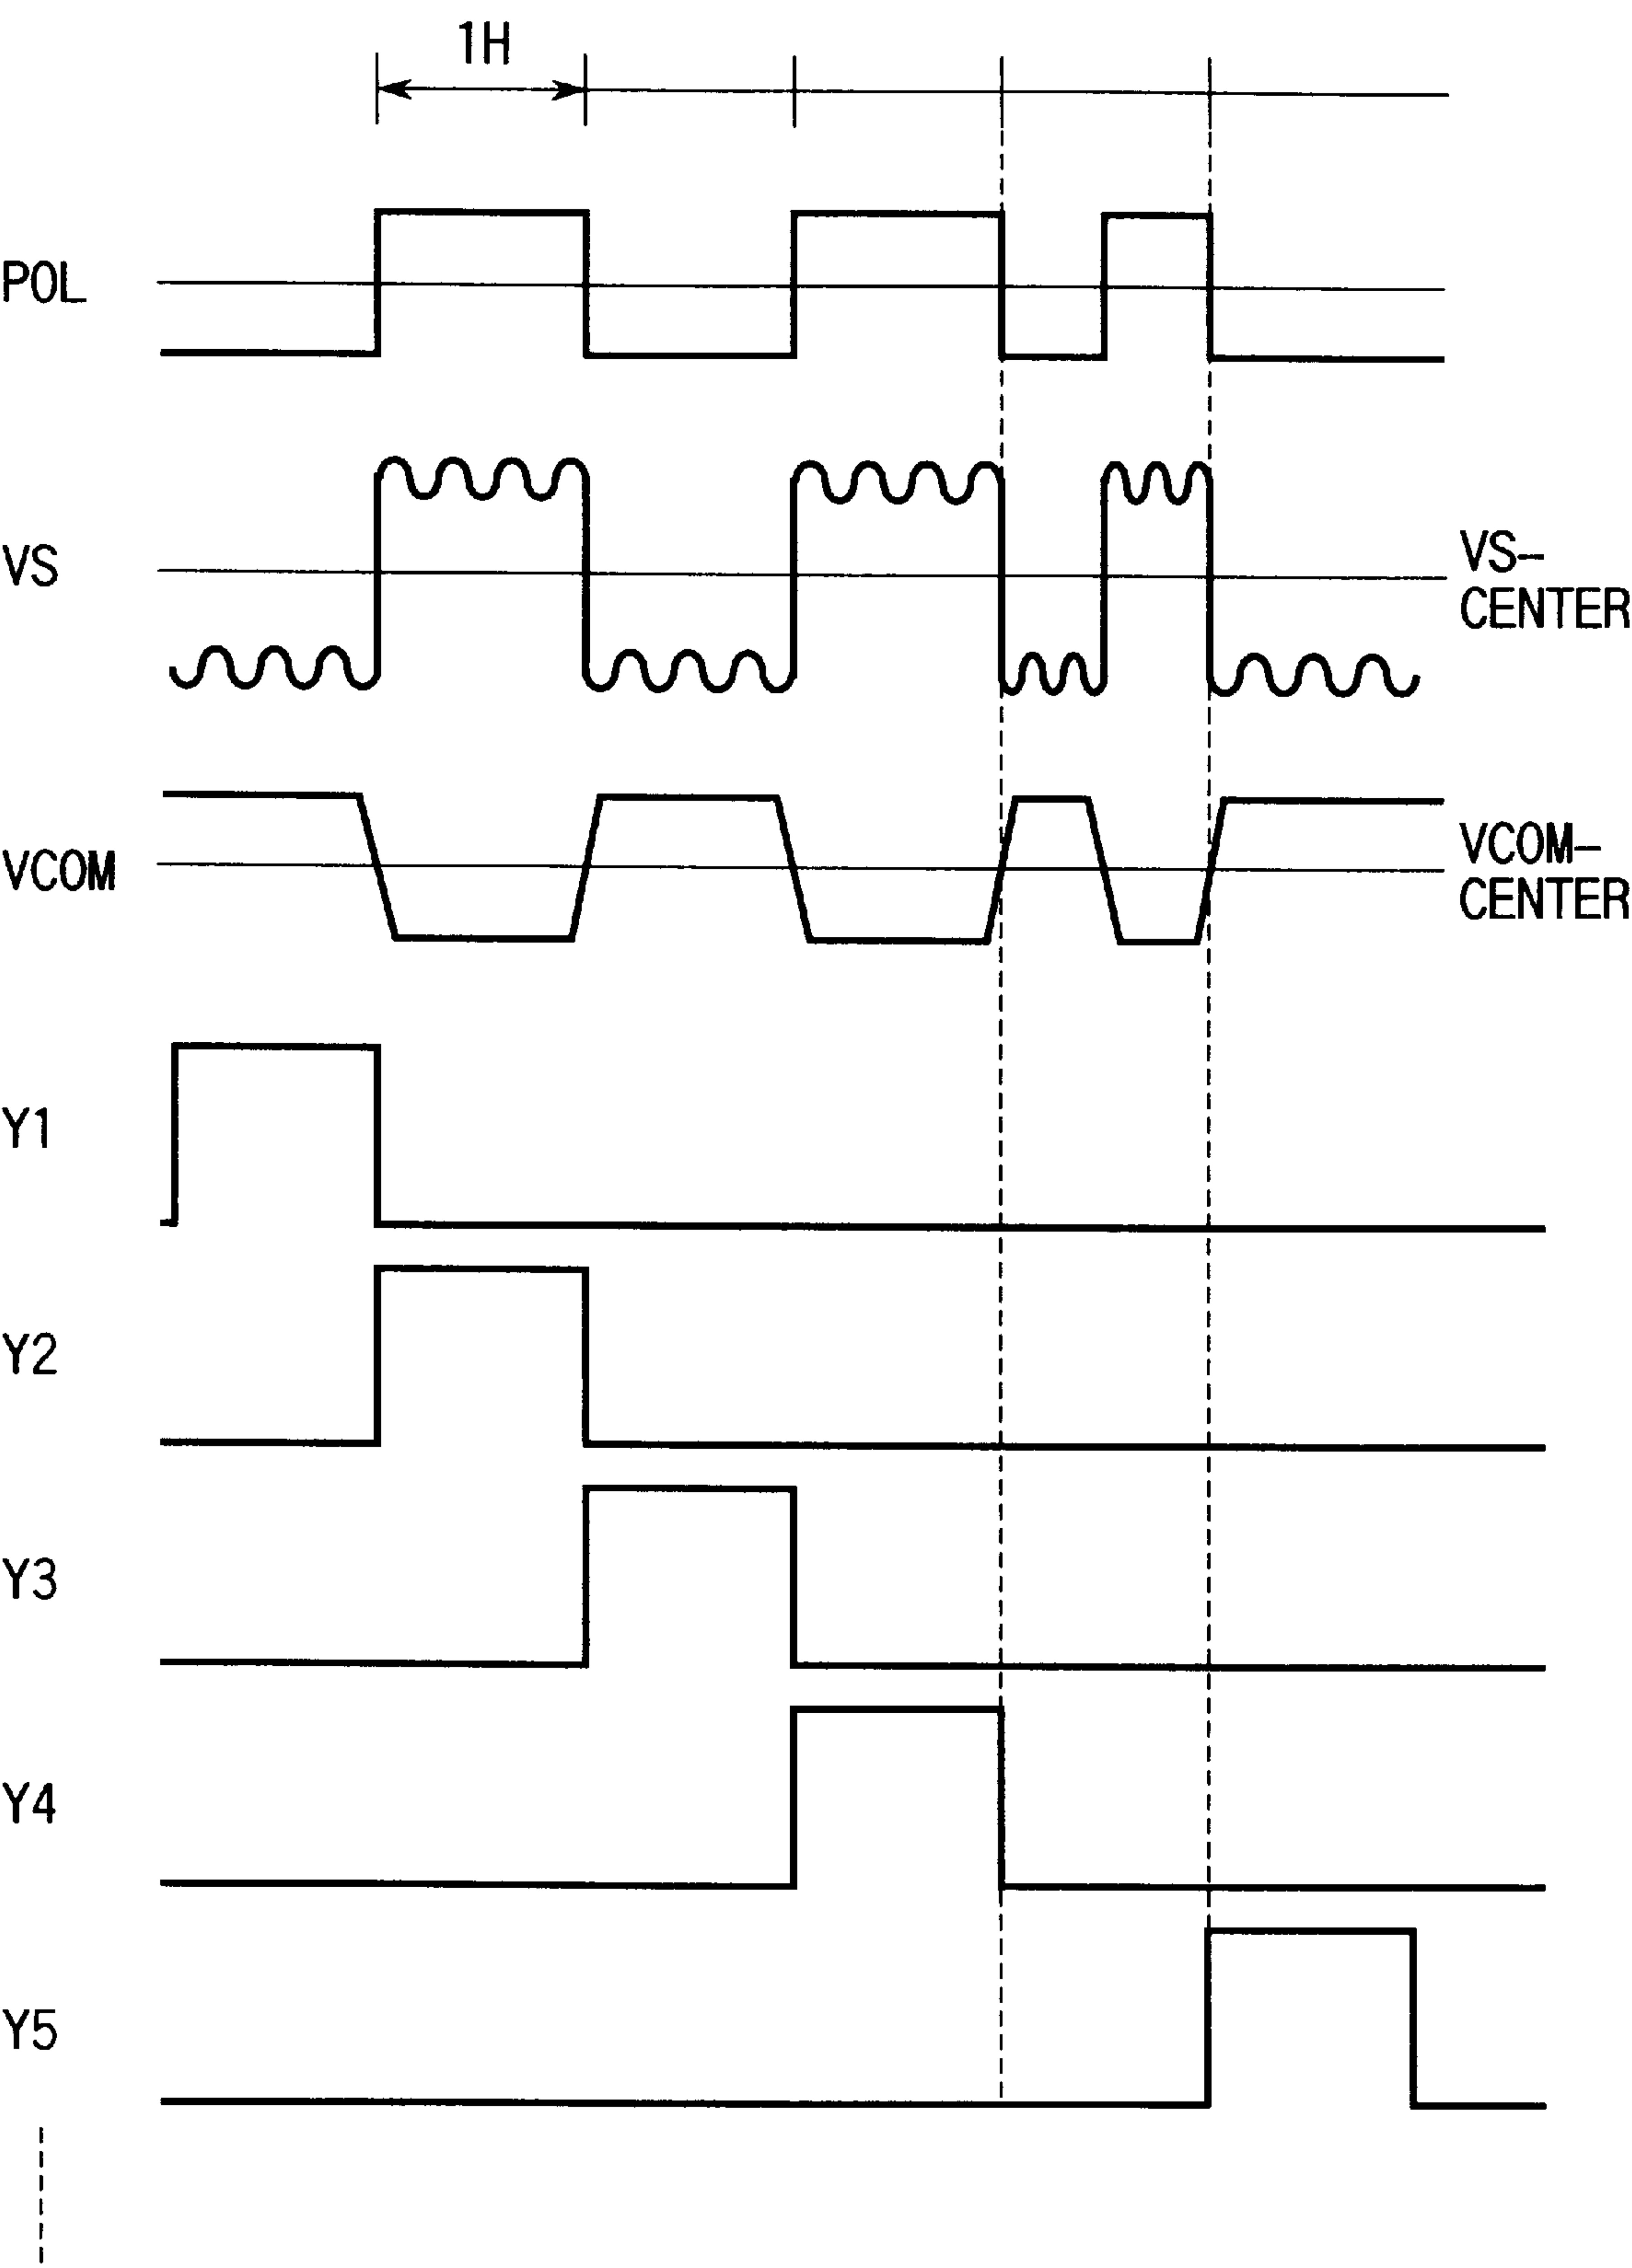 1H
POL
VS
VS-
CENTER
VCOM
VCOM-
CENTER
Y1
Y2
Y3
Y4
Y5